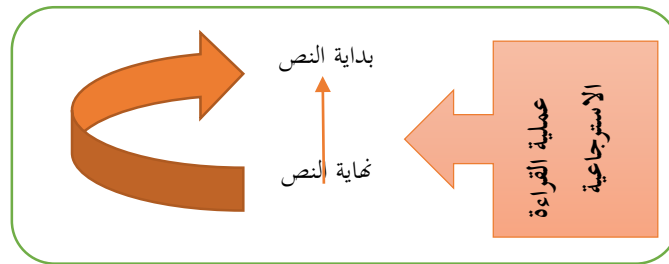 بداية النص
نهاية النص
عملية القراءة
الاسترجاعية